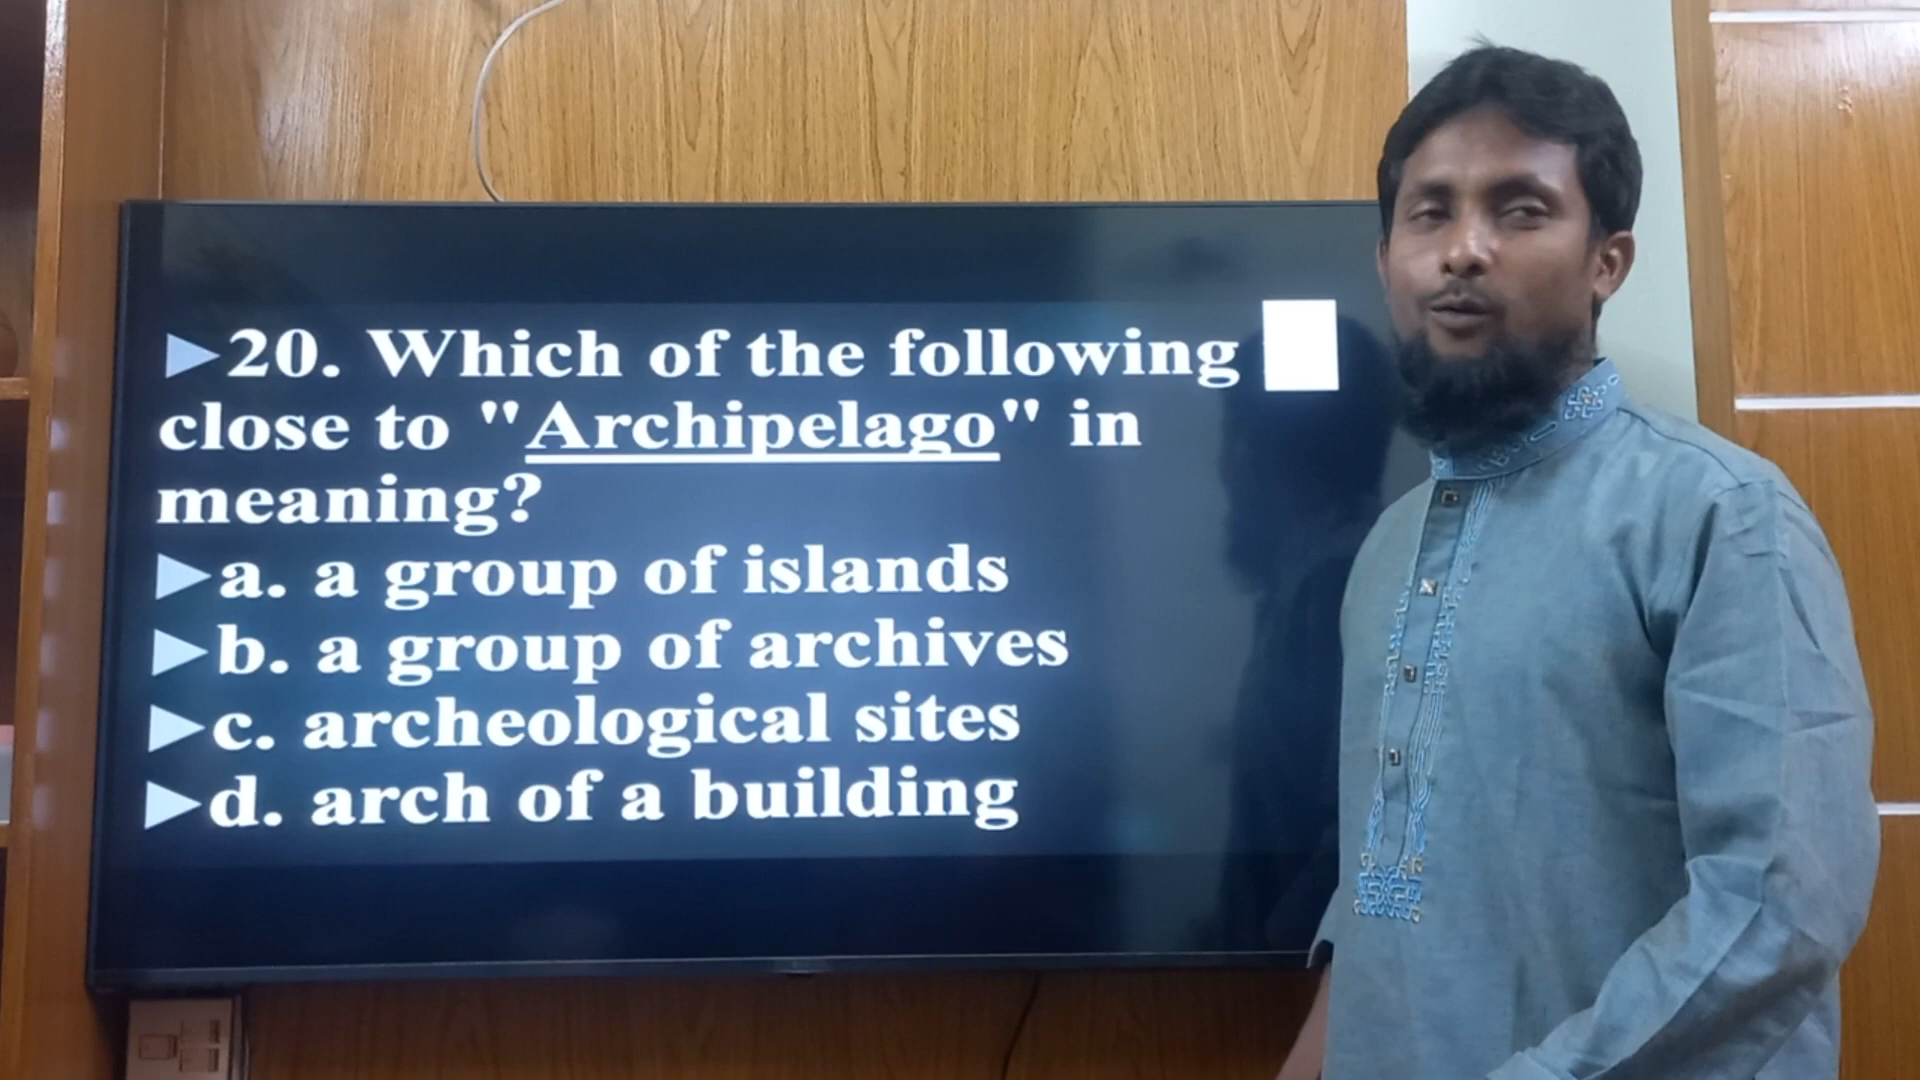 ►20. Which of the following
close to "Archipelago" in
meaning?
►a. a group of islands
►b. a group of archives
►c. archeological sites
►d. arch of a building